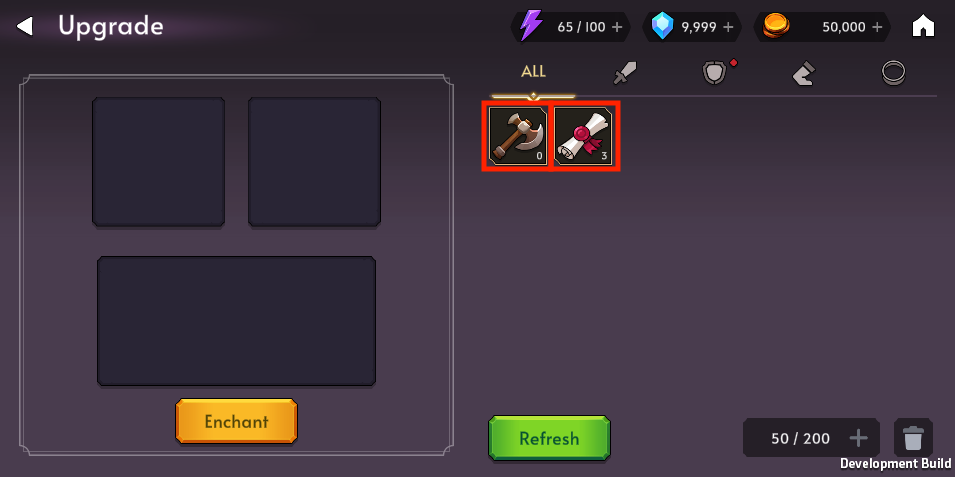 Upgrade
65 / 100 +
9,999 +
50,000 +
ALL
0
3
Enchant
Refresh
50 / 200 +
Development Build